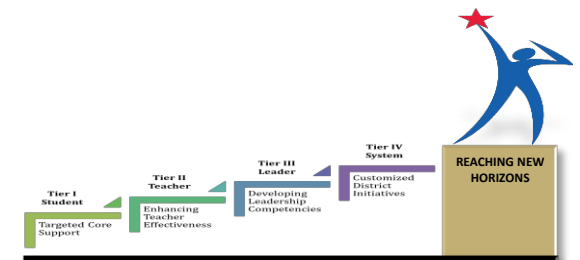 Tier I
Student
Targeted Core
Support
Tier II
Teacher
Enhancing
Teacher
Effectiveness
Tier III
Leader
Developing
Leadership
Competencies
Tier IV
System
Customized
District
Initiatives
REACHING NEW
HORIZONS